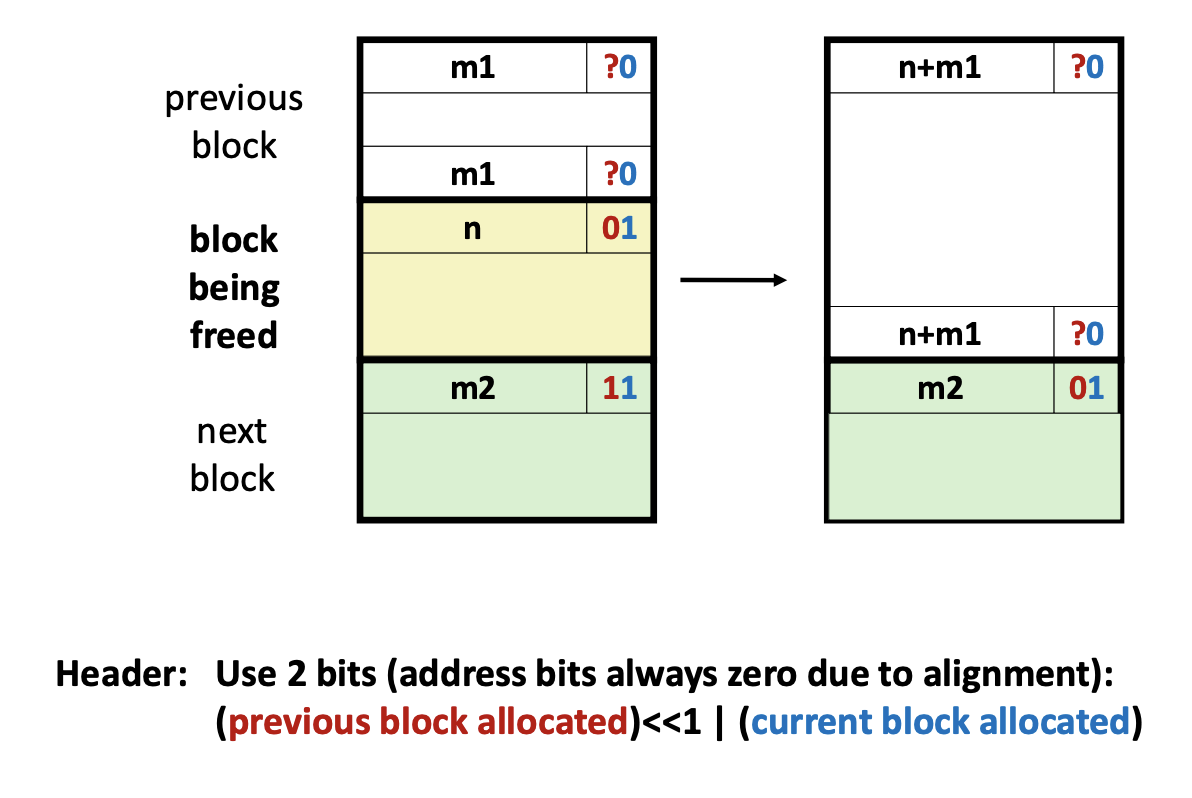 previous
block
m1 ?0
m1 ?0
block
being
freed
n 01
next
block
m2 11
n+m1 ?0
n+m1 ?0
m2 01
Header: Use 2 bits (address bits always zero due to alignment):
(previous block allocated)<<1 | (current block allocated)